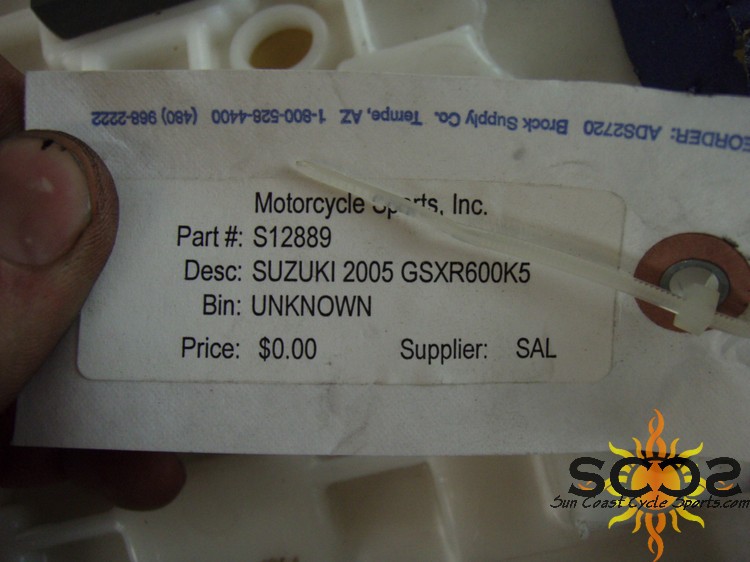 REORDER: ADS2720 Brock Supply Co. Tempe, AZ 1-800-528-4400 (480) 968-2222
Motorcycle Sports, Inc.
Part #: S12889
Desc: SUZUKI 2005 GSXR600K5
Bin: UNKNOWN
Price: $0.00 Supplier: SAL
SCCS
Sun Coast Cycle Sports.com